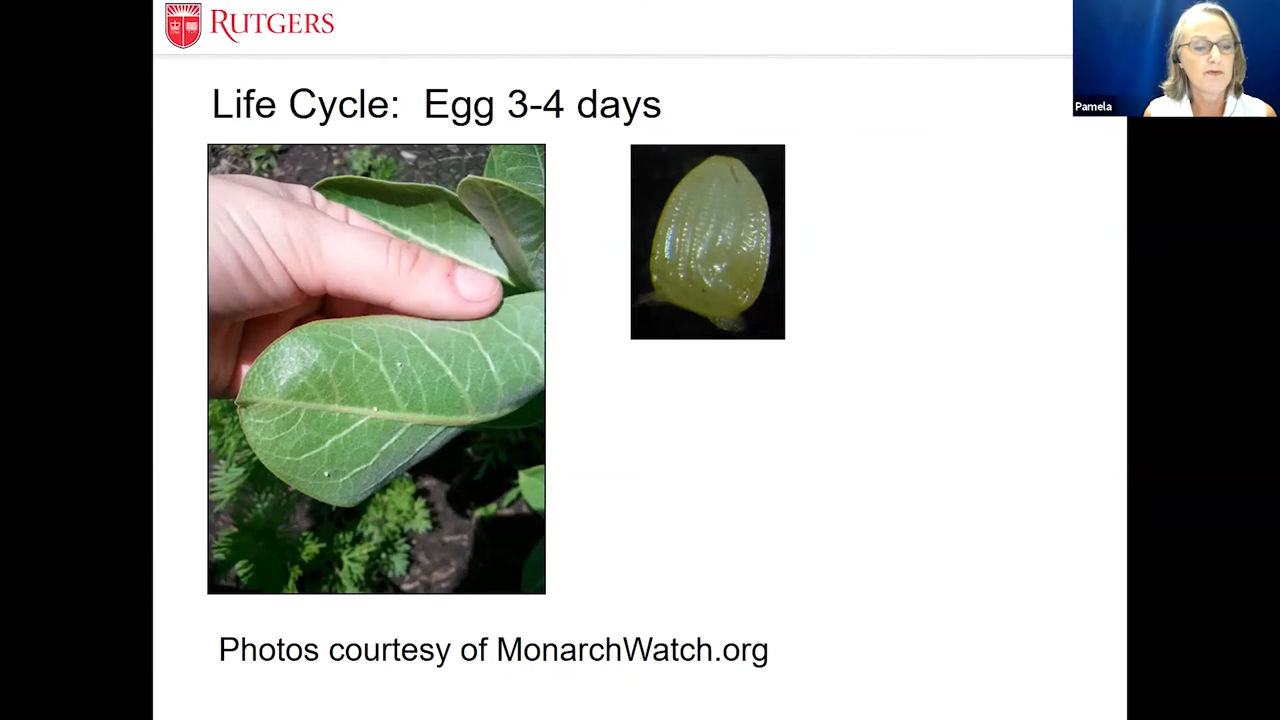 RUTGERS
Pamela
Life Cycle: Egg 3-4 days
Photos courtesy of MonarchWatch.org